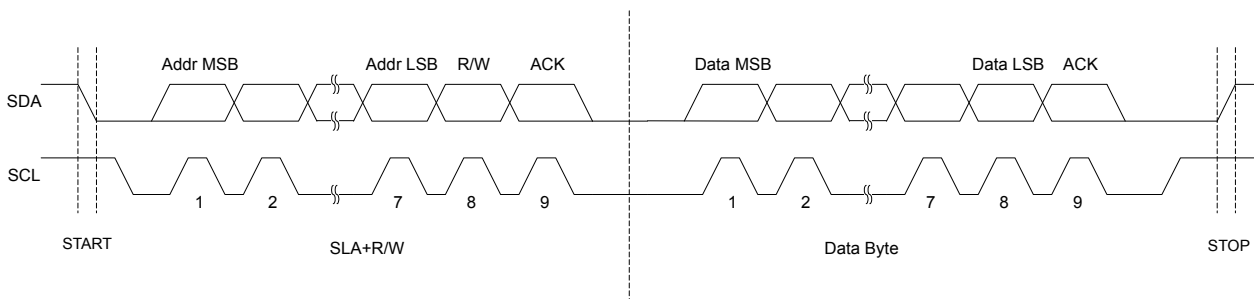 Addr MSB Addr LSB R/W ACK Data MSB Data LSB ACK
SDA
SCL
1 2 7 8 9 1 2 7 8 9
START SLA+R/W Data Byte STOP